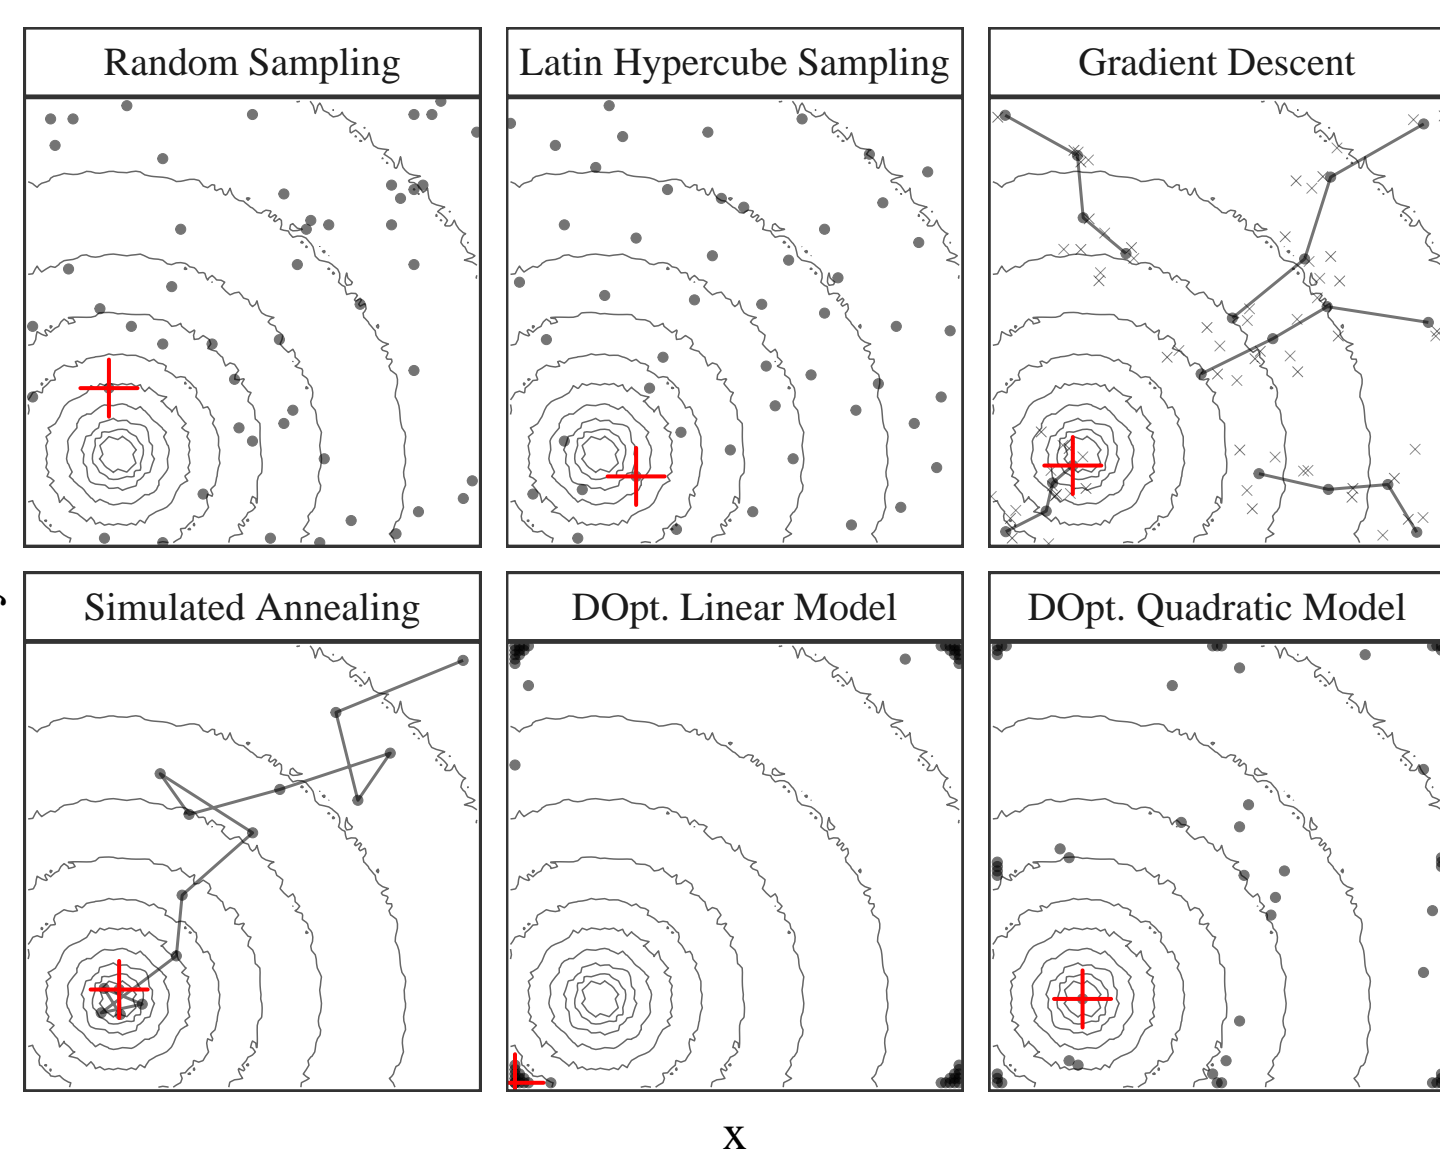 Random Sampling
Latin Hypercube Sampling
Gradient Descent
Simulated Annealing
DOpt. Linear Model
DOpt. Quadratic Model
x